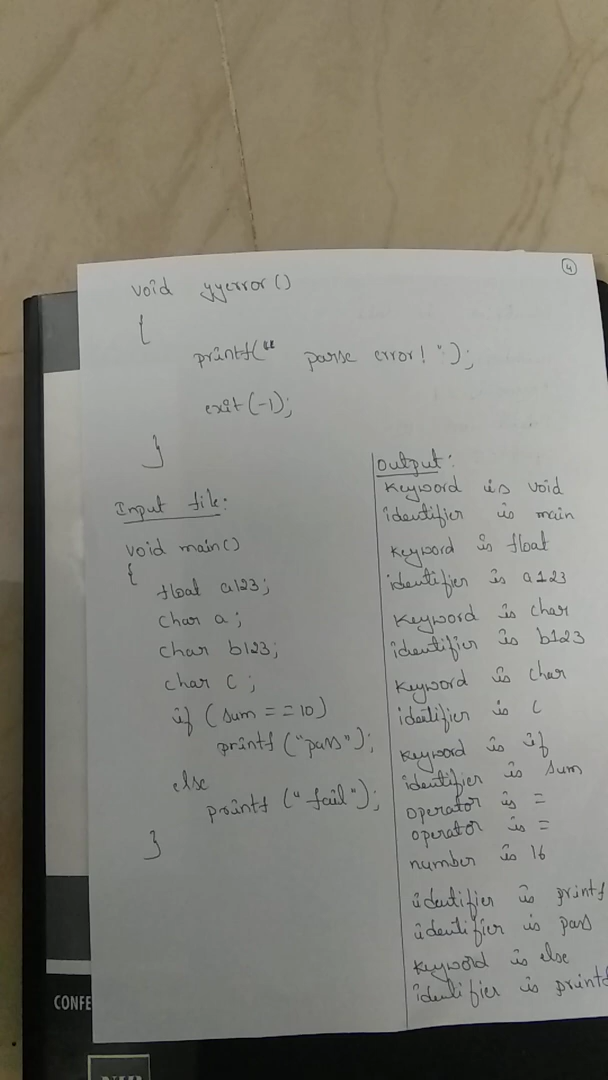 4
void yyerror()
{
printf(" parse error! ");
exit(-1);
}
Input file:
void main()
{
float a123;
char a;
char b123;
char c;
if (sum == 10)
printf ("pass");
else
printf ("fail");
}
Output:
keyword is void
identifier is main
keyword is float
identifier is a123
keyword is char
identifier is b123
keyword is char
identifier is c
keyword is if
identifier is sum
operator is =
operator is =
number is 16
identifier is printf
identifier is pass
keyword is else
identifier is printf
CONFE